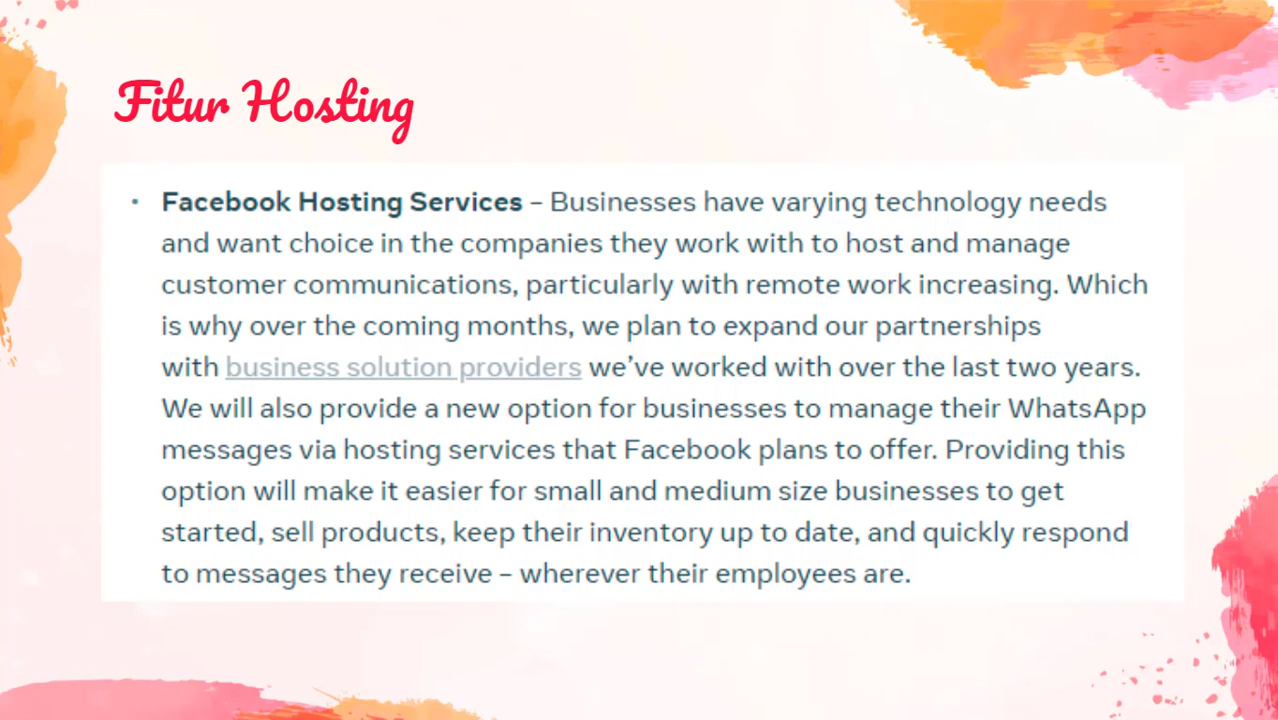 Fitur Hosting
• Facebook Hosting Services – Businesses have varying technology needs
and want choice in the companies they work with to host and manage
customer communications, particularly with remote work increasing. Which
is why over the coming months, we plan to expand our partnerships
with business solution providers we’ve worked with over the last two years.
We will also provide a new option for businesses to manage their WhatsApp
messages via hosting services that Facebook plans to offer. Providing this
option will make it easier for small and medium size businesses to get
started, sell products, keep their inventory up to date, and quickly respond
to messages they receive – wherever their employees are.